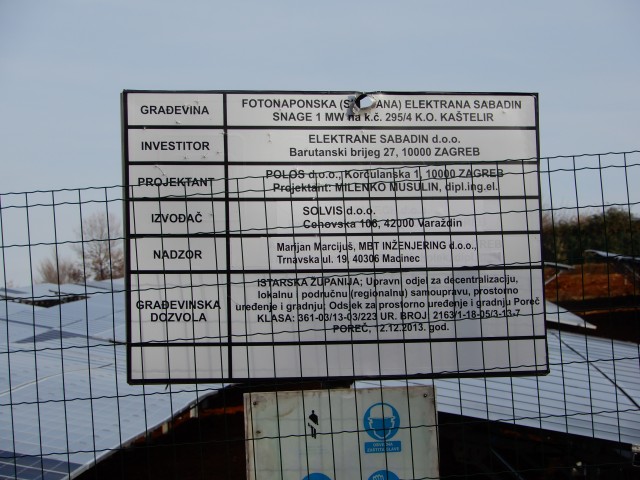 GRAĐEVINA
FOTONAPONSKA ( ANA) ELEKTRANA SABADIN
SNAGE 1 MW na k.č. 295/4 K.O. KAŠTELIR
INVESTITOR
ELEKTRANE SABADIN d.o.o.
Barutanski brijeg 27, 10000 ZAGREB
PROJEKTANT
POLOS d.o.o., Korčulanska 1, 10000 ZAGREB
Projektant: MILENKO MUSULIN, dipl.ing.el.
IZVOĐAČ
SOLVIS d.o.o.
Cehovska 106, 42000 Varaždin
NADZOR
Marijan Marcijuš, MBT INŽENJERING d.o.o.,
Trnavska ul. 19, 40306 Macinec
GRAĐEVINSKA
DOZVOLA
ISTARSKA ŽUPANIJA; Upravni odjel za decentralizaciju,
lokalnu i područnu (regionalnu) samoupravu, prostorno
uređenje i gradnju; Odsjek za prostorno uređenje i gradnju Poreč
KLASA: 361-03/13-03/223 UR. BROJ: 2163/1-18-05/3-13-7
POREČ, 2.12.2013. god.